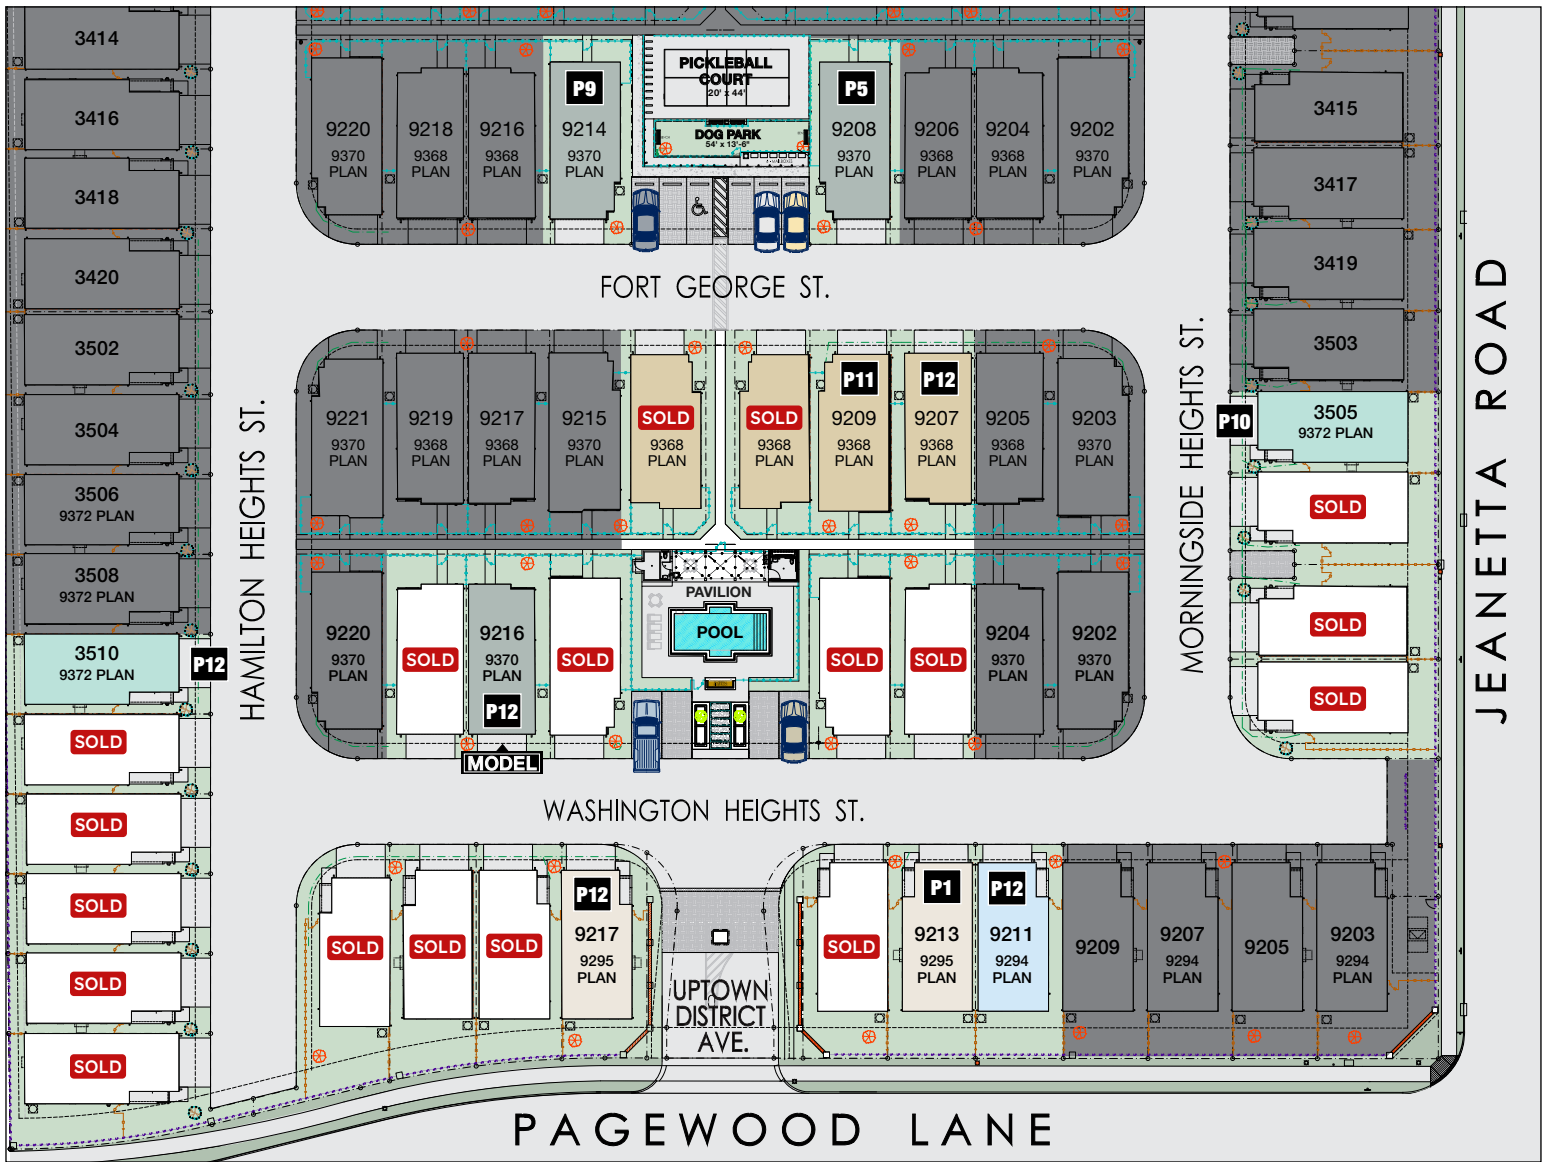 3414
3416
3418
3420
3502
3504
3506
9372 PLAN
3508
9372 PLAN
3510
9372 PLAN
P12
SOLD
SOLD
SOLD
SOLD
SOLD
HAMILTON HEIGHTS ST.
9220
9370
PLAN
9218
9368
PLAN
9216
9368
PLAN
P9
9214
9370
PLAN
PICKLEBALL
COURT
20' x 44'
DOG PARK
54' x 13'-6"
P5
9208
9370
PLAN
9206
9368
PLAN
9204
9368
PLAN
9202
9370
PLAN
FORT GEORGE ST.
9221
9370
PLAN
9219
9368
PLAN
9217
9368
PLAN
9215
9370
PLAN
SOLD
9368
PLAN
SOLD
9368
PLAN
P11
9209
9368
PLAN
P12
9207
9368
PLAN
9205
9368
PLAN
9203
9370
PLAN
9220
9370
PLAN
SOLD
9216
9370
PLAN
P12
MODEL
SOLD
PAVILION
POOL
SOLD
SOLD
9204
9370
PLAN
9202
9370
PLAN
WASHINGTON HEIGHTS ST.
SOLD
SOLD
SOLD
P12
9217
9295
PLAN
UPTOWN
DISTRICT
AVE.
SOLD
P1
9213
9295
PLAN
P12
9211
9294
PLAN
9209
9207
9294
PLAN
9205
9203
9294
PLAN
MORNINGSIDE HEIGHTS ST.
3415
3417
3419
3503
P10
3505
9372 PLAN
SOLD
SOLD
SOLD
JEANETTA ROAD
PAGEWOOD LANE